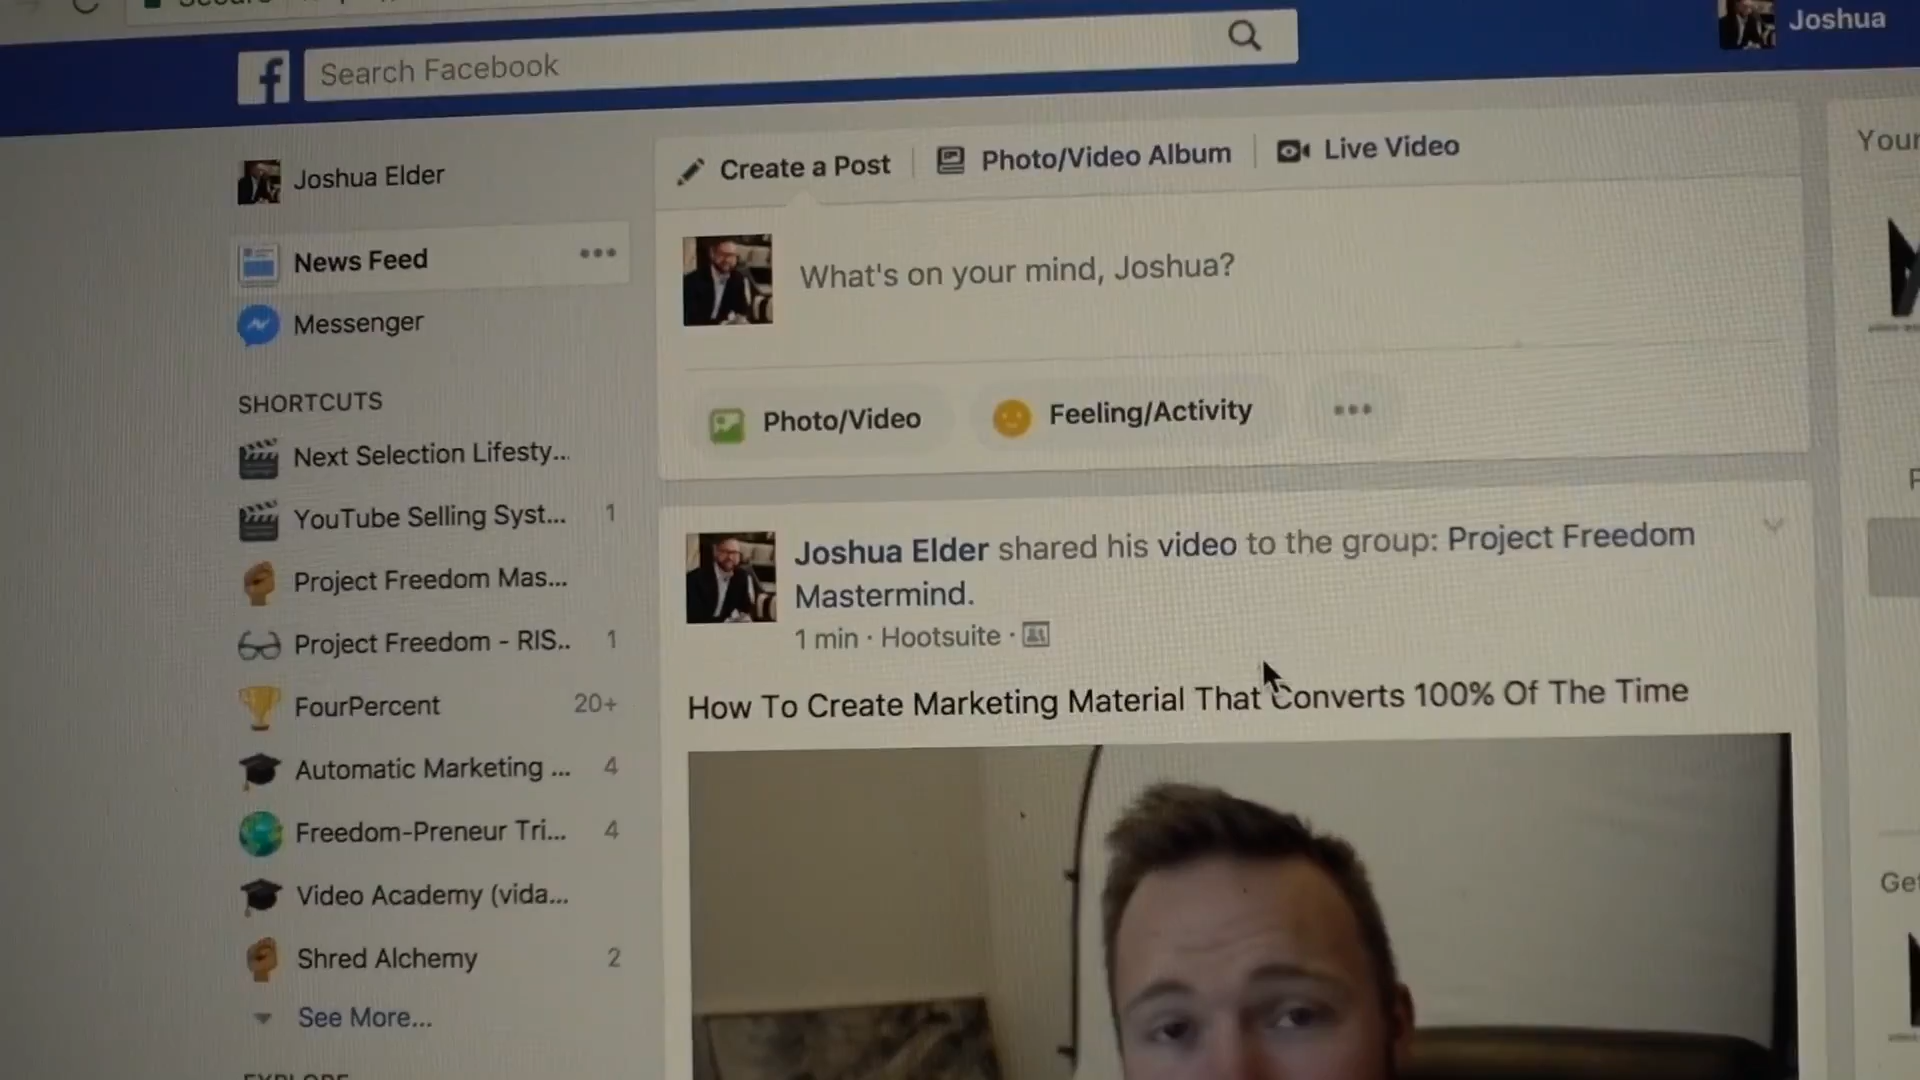 Search Facebook
Joshua
Joshua Elder
News Feed
Messenger
SHORTCUTS
Next Selection Lifesty...
YouTube Selling Syst... 1
Project Freedom Mas...
Project Freedom - RIS.. 1
FourPercent 20+
Automatic Marketing ... 4
Freedom-Preneur Tri... 4
Video Academy (vida...
Shred Alchemy 2
See More...
Create a Post
Photo/Video Album
Live Video
What's on your mind, Joshua?
Photo/Video
Feeling/Activity
Joshua Elder shared his video to the group: Project Freedom
Mastermind.
1 min · Hootsuite ·
How To Create Marketing Material That Converts 100% Of The Time
Your